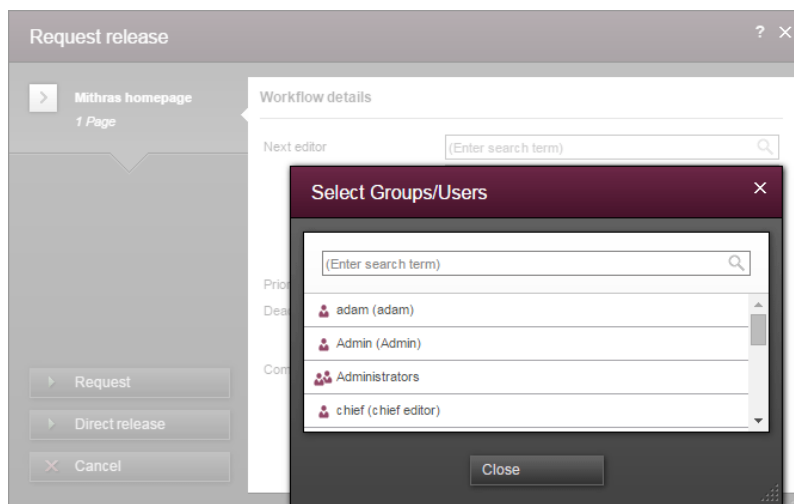 Request release
?
Mithras homepage
1 Page
Workflow details
Next editor
(Enter search term)
Select Groups/Users
(Enter search term)
adam (adam)
Admin (Admin)
Administrators
chief (chief editor)
Close
Request
Direct release
Cancel